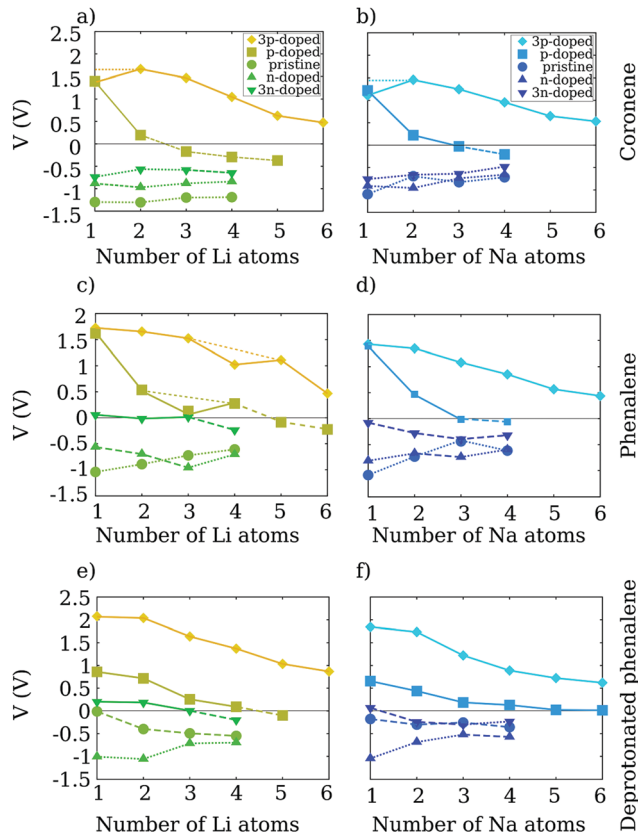 a)
b)
2.5
2
1.5
1
0.5
0
-0.5
-1
-1.5
V (V)
3p-doped
p-doped
pristine
n-doped
3n-doped
3p-doped
p-doped
pristine
n-doped
3n-doped
Coronene
1 2 3 4 5 6
1 2 3 4 5 6
Number of Li atoms
Number of Na atoms
c)
d)
2
1.5
1
0.5
0
-0.5
-1
-1.5
V (V)
Phenalene
1 2 3 4 5 6
1 2 3 4 5 6
Number of Li atoms
Number of Na atoms
e)
f)
2.5
2
1.5
1
0.5
0
-0.5
-1
-1.5
V (V)
Deprotonated phenalene
1 2 3 4 5 6
1 2 3 4 5 6
Number of Li atoms
Number of Na atoms